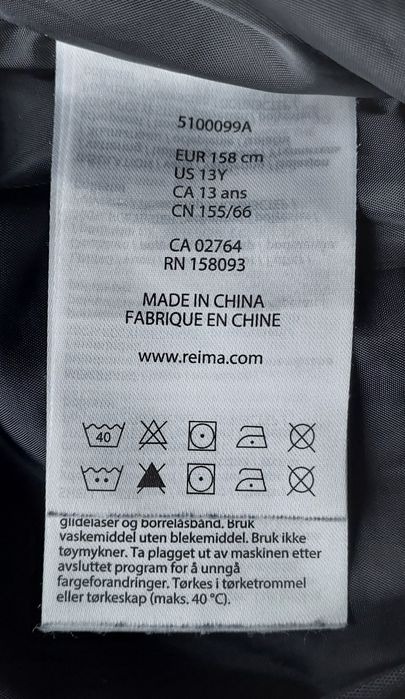 5100099A
EUR 158 cm
US 13Y
CA 13 ans
CN 155/66
CA 02764
RN 158093
MADE IN CHINA
FABRIQUE EN CHINE
www.reima.com
40
glidelåser og borrelåsbånd. Bruk
vaskemiddel uten blekemiddel. Bruk ikke
tøymykner. Ta plagget ut av maskinen etter
avsluttet program for å unngå
fargeforandringer. Tørkes i tørketrommel
eller tørkeskap (maks. 40 °C).